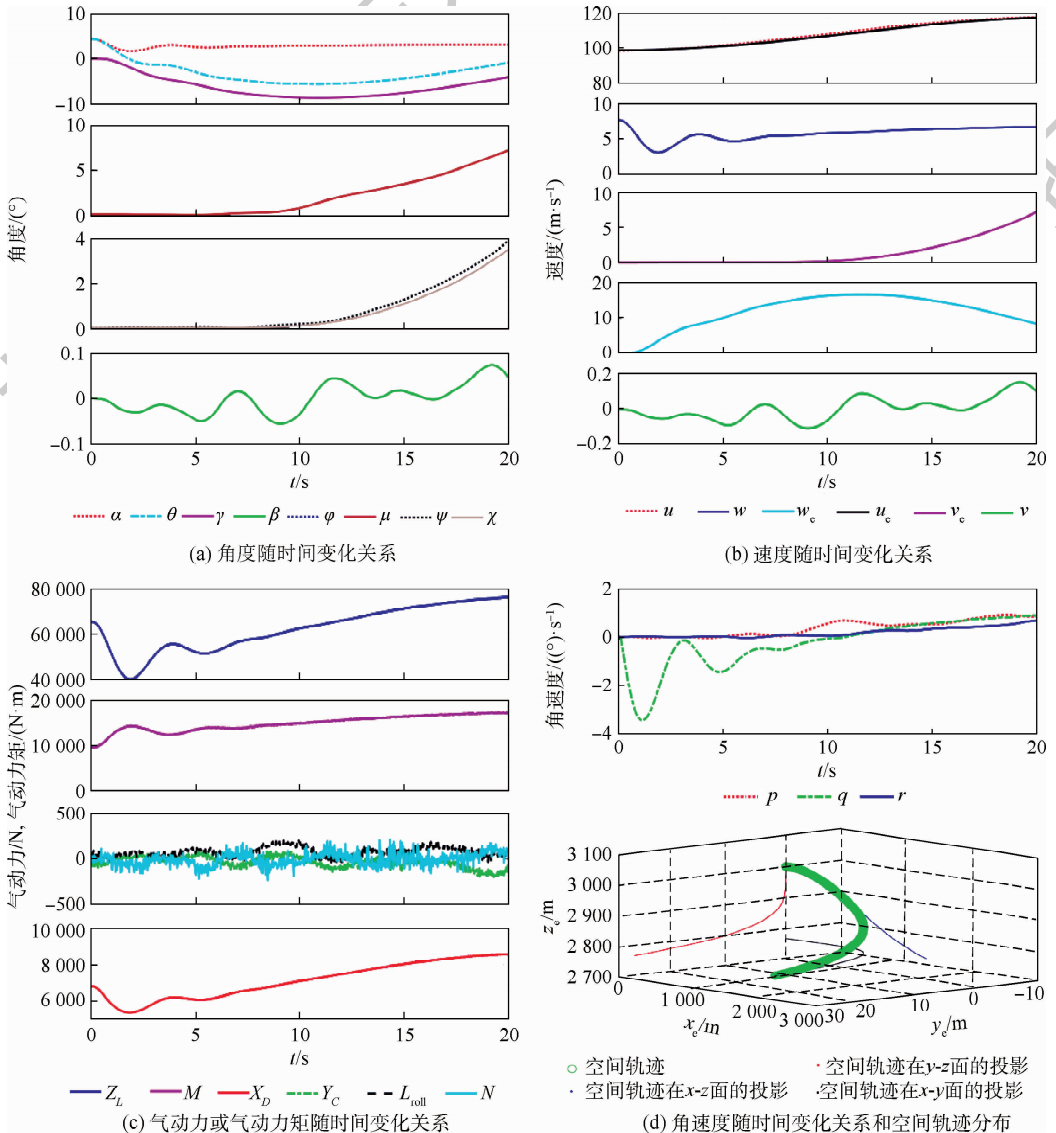 10
0
−10
10
5
0
4
2
0
0.1
0
−0.1
0 5 10 15 20
角度/(°)
t/s
α θ γ β φ μ ψ χ
(a) 角度随时间变化关系
120
100
80
10
5
0
10
5
0
20
10
0
0.2
0
−0.2
0 5 10 15 20
速度/(m·s⁻¹)
t/s
u w w_e u_e v_e v
(b) 速度随时间变化关系
80 000
60 000
40 000
20 000
10 000
0
500
0
−500
10 000
8 000
6 000
0 5 10 15 20
气动力/N, 气动力矩/(N·m)
t/s
Z_L M X_D Y_C L_roll N
(c) 气动力或气动力矩随时间变化关系
2
0
−2
−4
0 5 10 15 20
角速度/((°)·s⁻¹)
t/s
p q r
3 100
3 000
2 900
2 800
2 700
z_e/m
0 1 000 2 000 3 000
x_e/m
30 20 10 0 −10
y_e/m
空间轨迹 空间轨迹在y-z面的投影
空间轨迹在x-z面的投影 空间轨迹在x-y面的投影
(d) 角速度随时间变化关系和空间轨迹分布